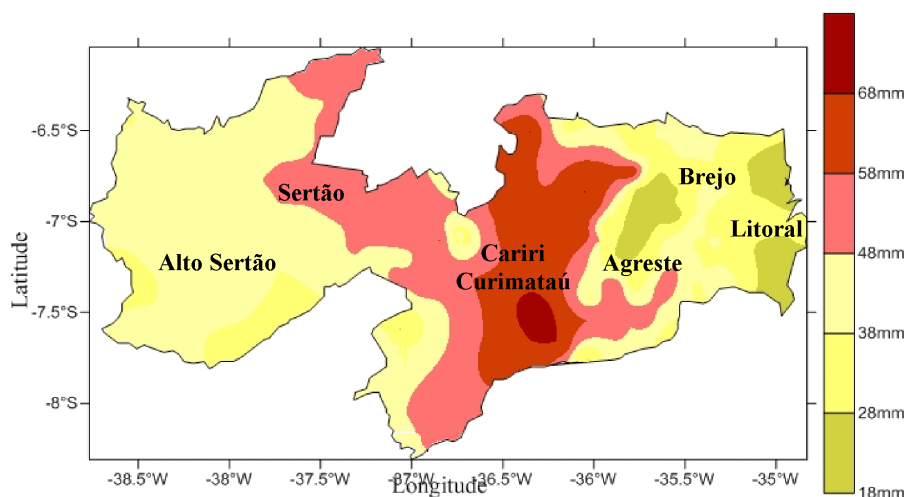 68mm
-6.5°S
58mm
Brejo
Sertão
-7°S
Litoral
48mm
Cariri
Alto Sertão
Agreste
Curimataú
Latitude
-7.5°S
38mm
-8°S
28mm
-38.5°W
-38°W
-37.5°W
-37°W
-36.5°W
-36°W
-35.5°W
-35°W
Longitude
18mm